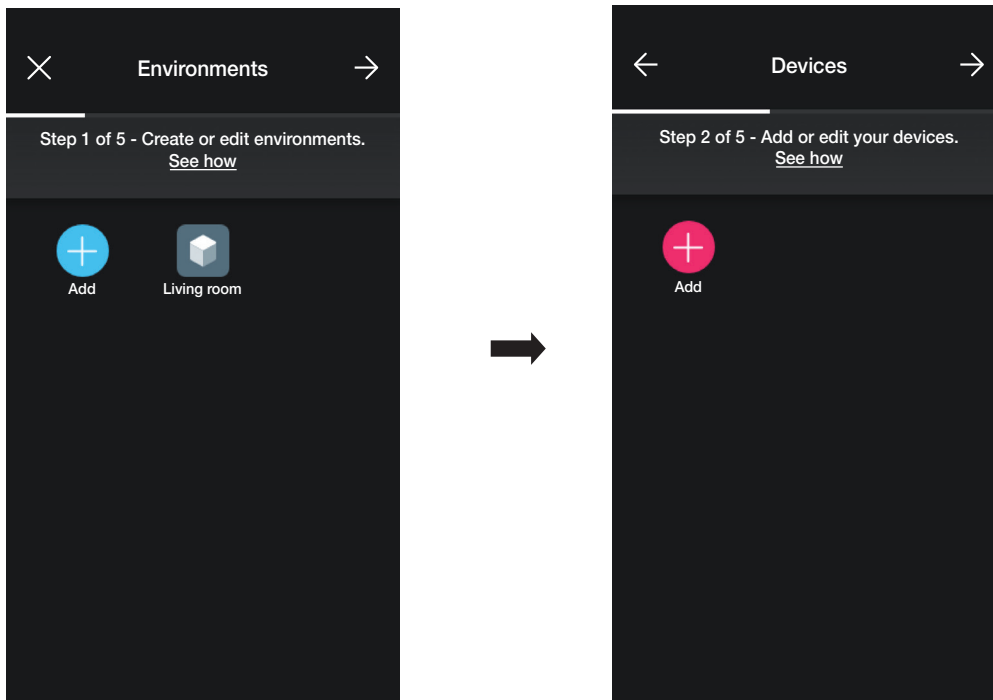 Environments
Step 1 of 5 - Create or edit environments.
See how
Add
Living room
Devices
Step 2 of 5 - Add or edit your devices.
See how
Add